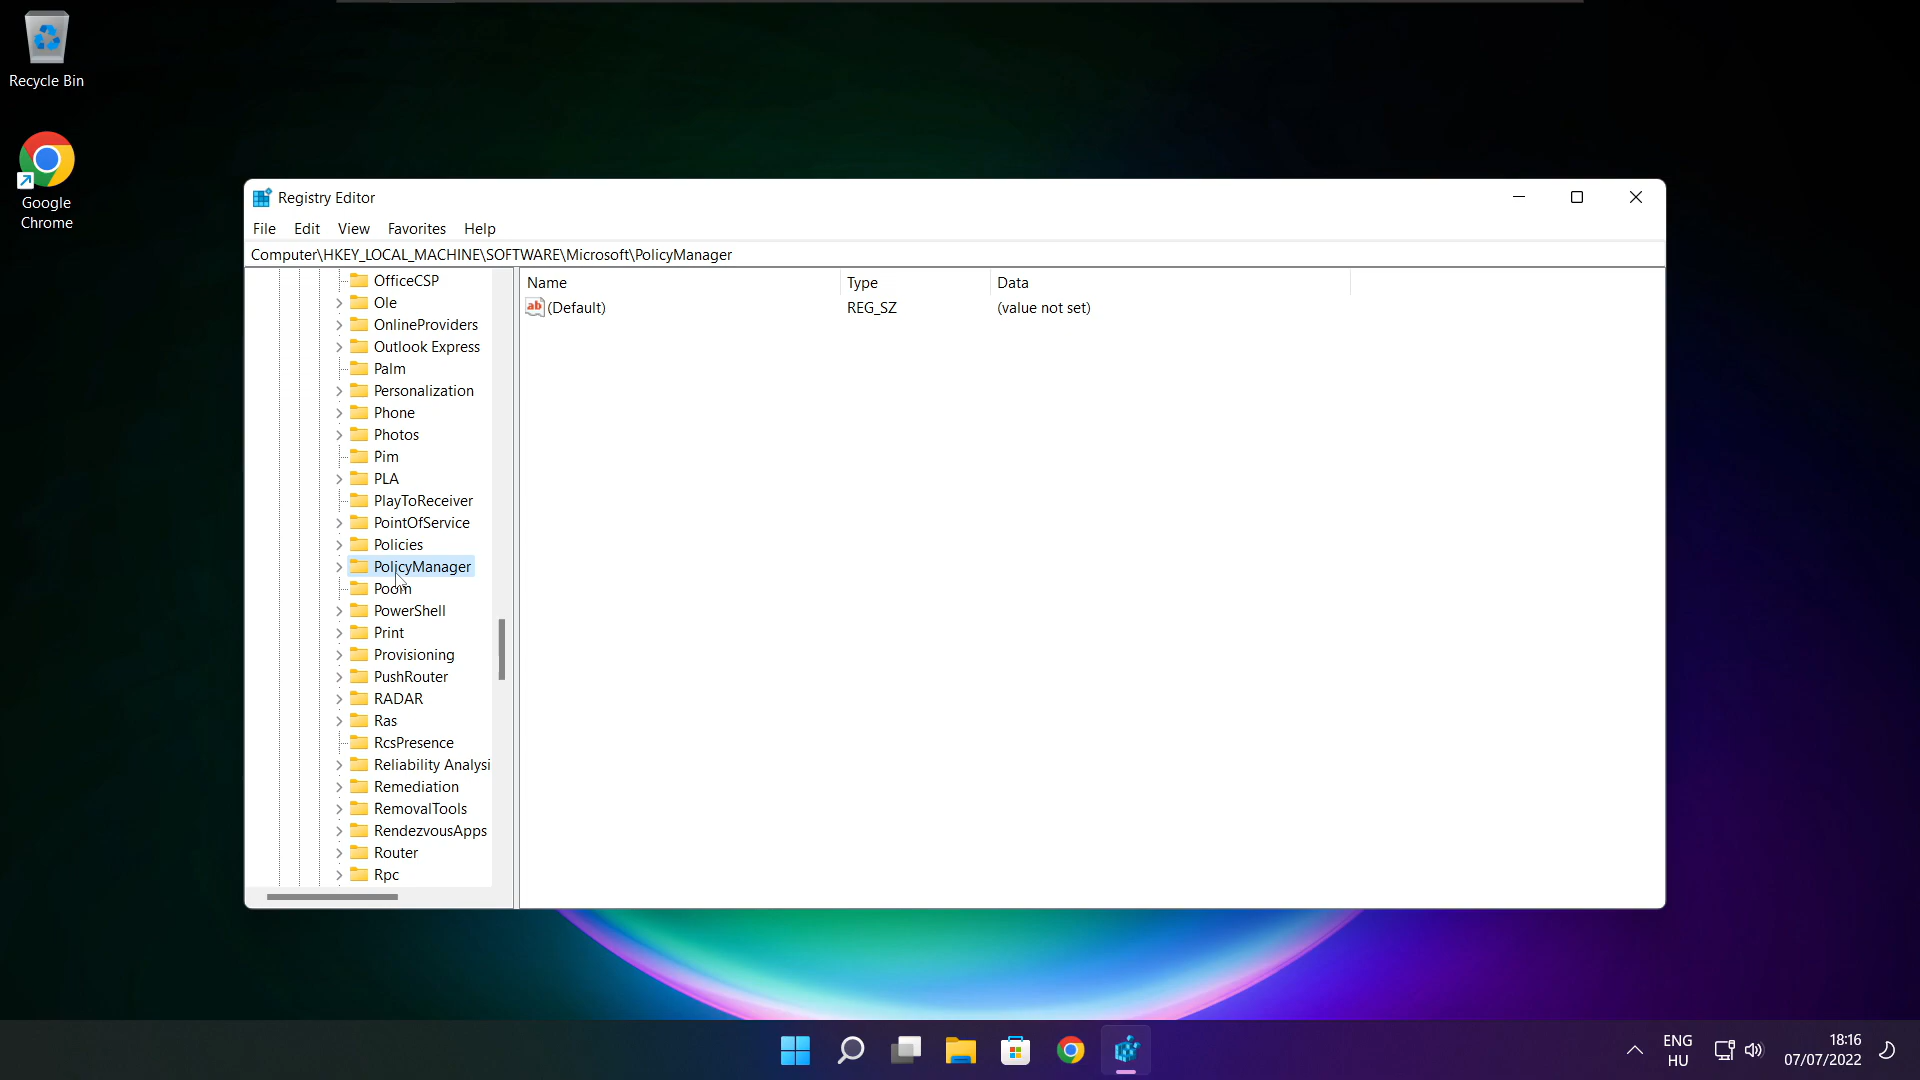 Recycle Bin
Google
Chrome
Registry Editor
File Edit View Favorites Help
Computer\HKEY_LOCAL_MACHINE\SOFTWARE\Microsoft\PolicyManager
OfficeCSP
Ole
OnlineProviders
Outlook Express
Palm
Personalization
Phone
Photos
Pim
PLA
PlayToReceiver
PointOfService
Policies
PolicyManager
Poom
PowerShell
Print
Provisioning
PushRouter
RADAR
Ras
RcsPresence
Reliability Analysi
Remediation
RemovalTools
RendezvousApps
Router
Rpc
Name Type Data
ab (Default) REG_SZ (value not set)
ENG
HU
18:16
07/07/2022